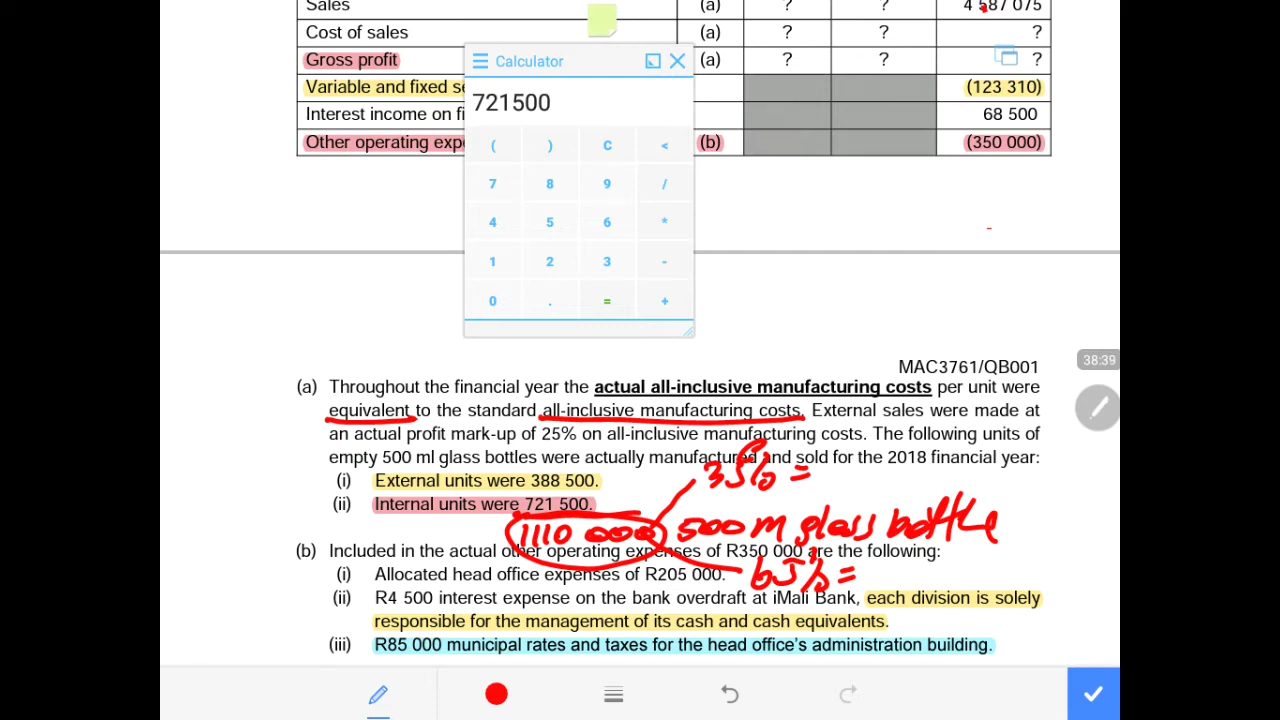 Sales (a) ? ? 4 587 075
Cost of sales (a) ? ? ?
Gross profit (a) ? ? ?
Variable and fixed se (123 310)
Interest income on fi 68 500
Other operating expe (b) (350 000)
Calculator
721500
( ) C <
7 8 9 /
4 5 6 *
1 2 3 -
0 . = +
MAC3761/QB001
38:39
(a) Throughout the financial year the actual all-inclusive manufacturing costs per unit were
equivalent to the standard all-inclusive manufacturing costs. External sales were made at
an actual profit mark-up of 25% on all-inclusive manufacturing costs. The following units of
empty 500 ml glass bottles were actually manufactured and sold for the 2018 financial year:
(i) External units were 388 500.
35% =
(ii) Internal units were 721 500.
1110 000 500 m glass bottle
(b) Included in the actual other operating expenses of R350 000 are the following:
(i) Allocated head office expenses of R205 000.
65% =
(ii) R4 500 interest expense on the bank overdraft at iMali Bank, each division is solely
responsible for the management of its cash and cash equivalents.
(iii) R85 000 municipal rates and taxes for the head office's administration building.